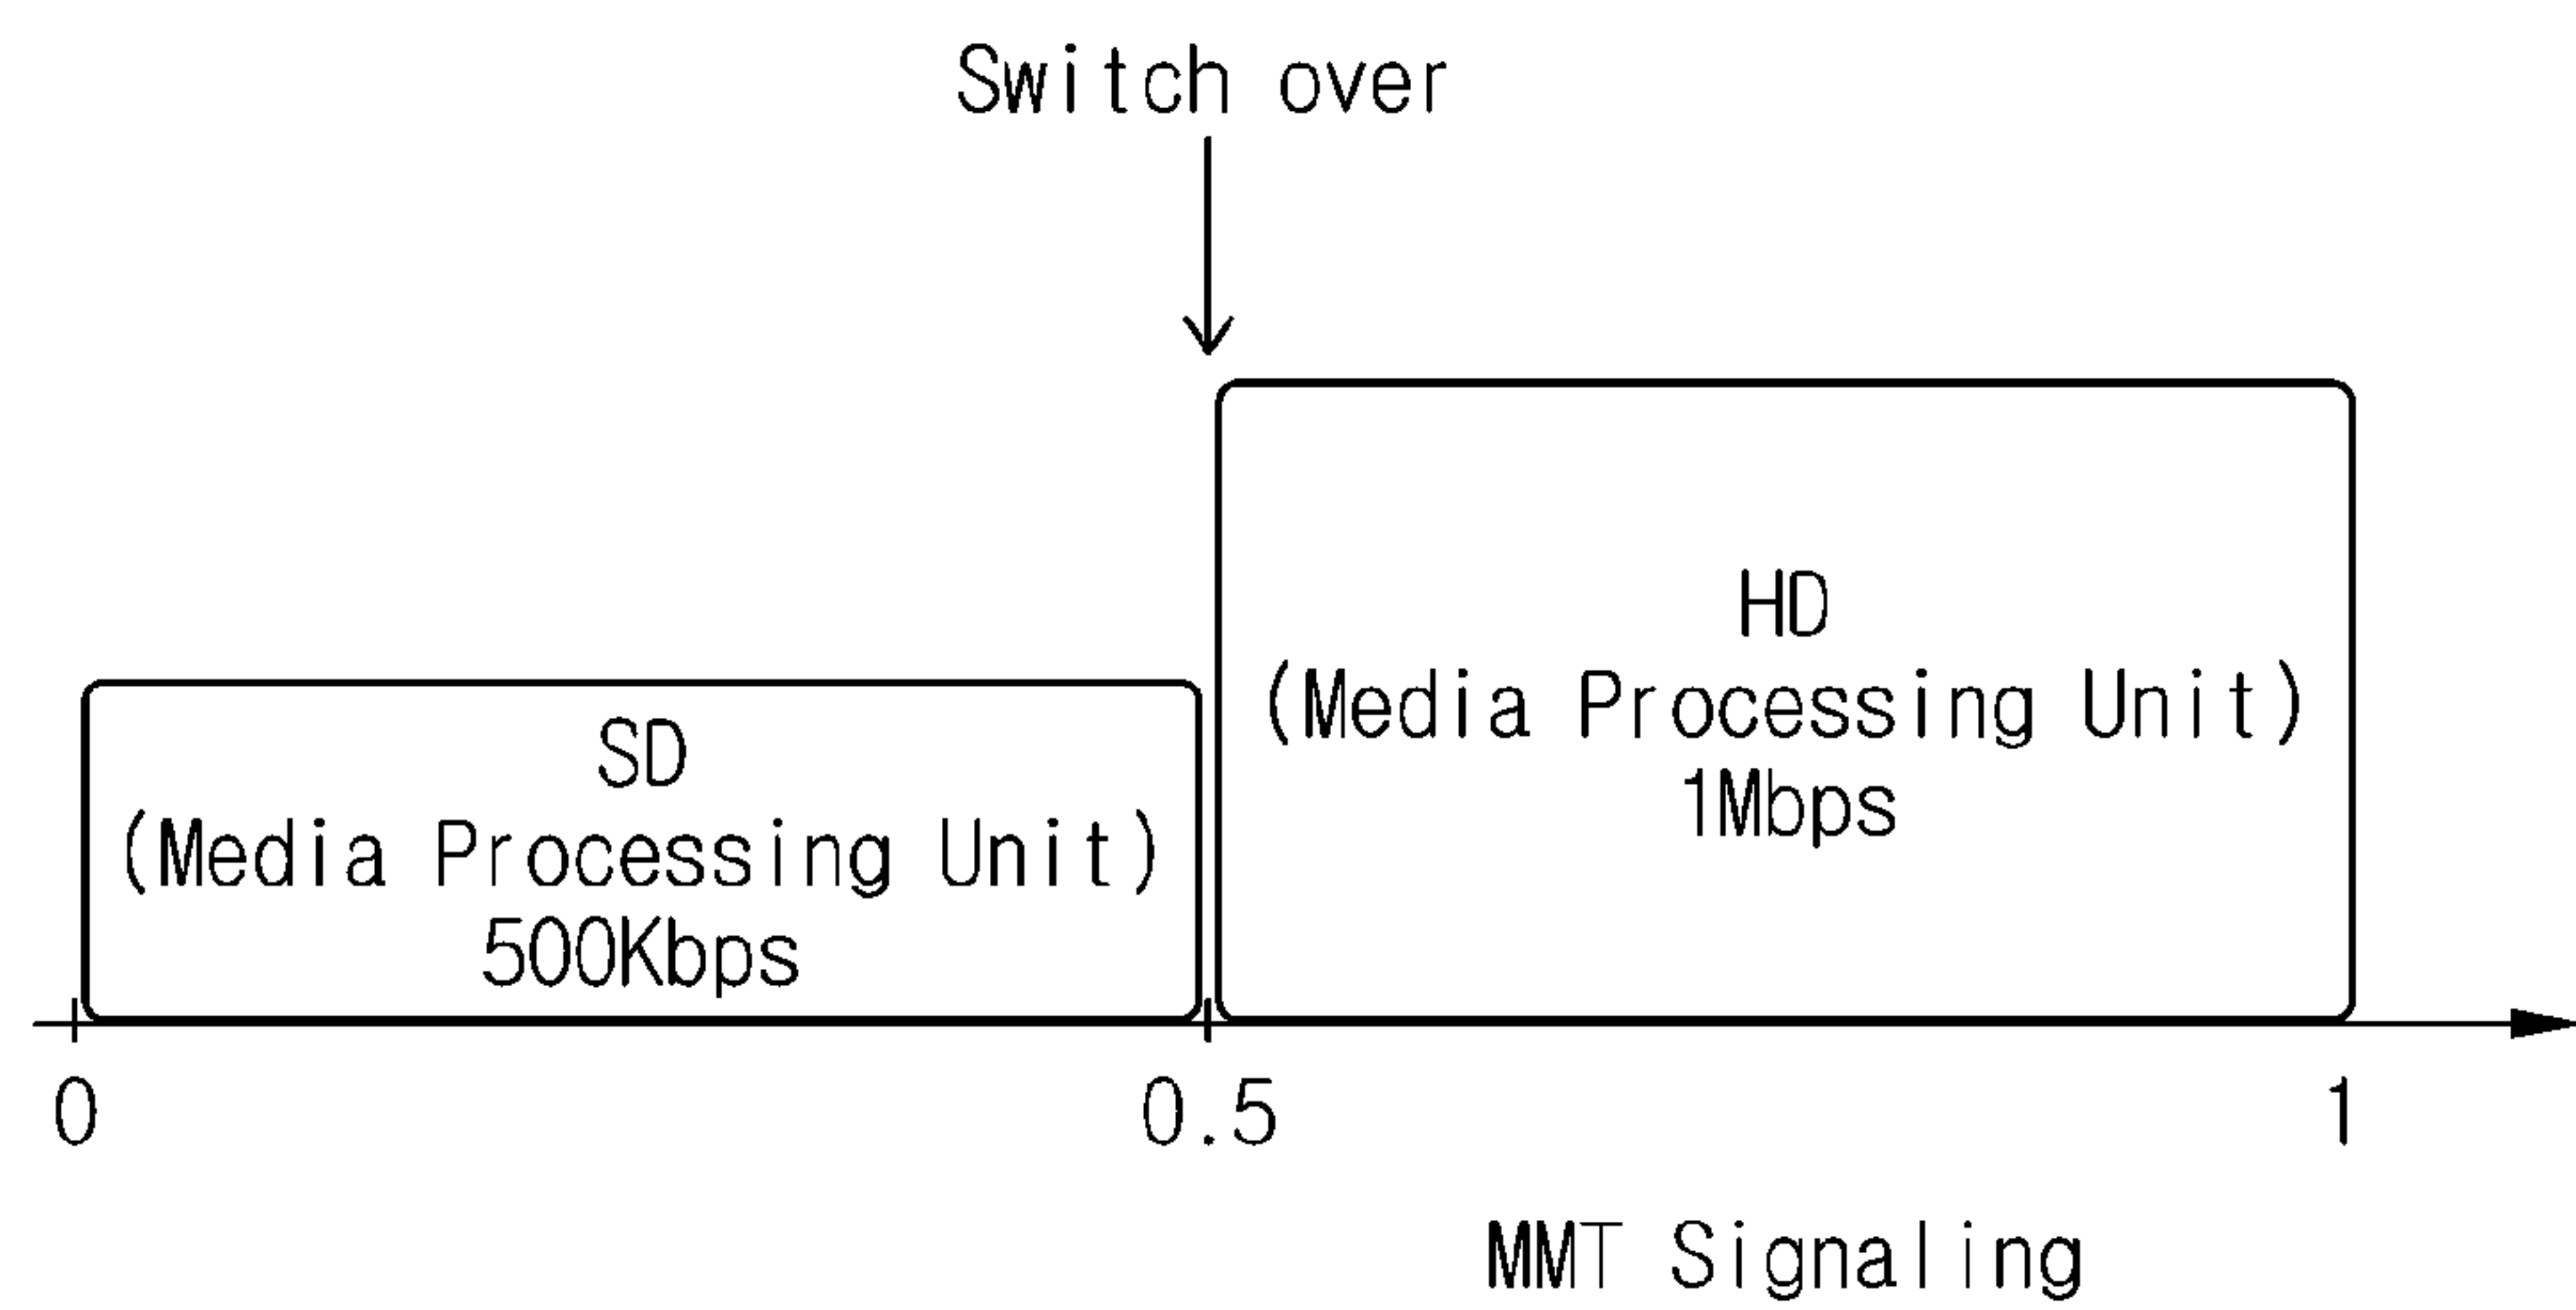 Switch over
HD
(Media Processing Unit)
1Mbps
SD
(Media Processing Unit)
500Kbps
0
0.5
1
MMT Signaling